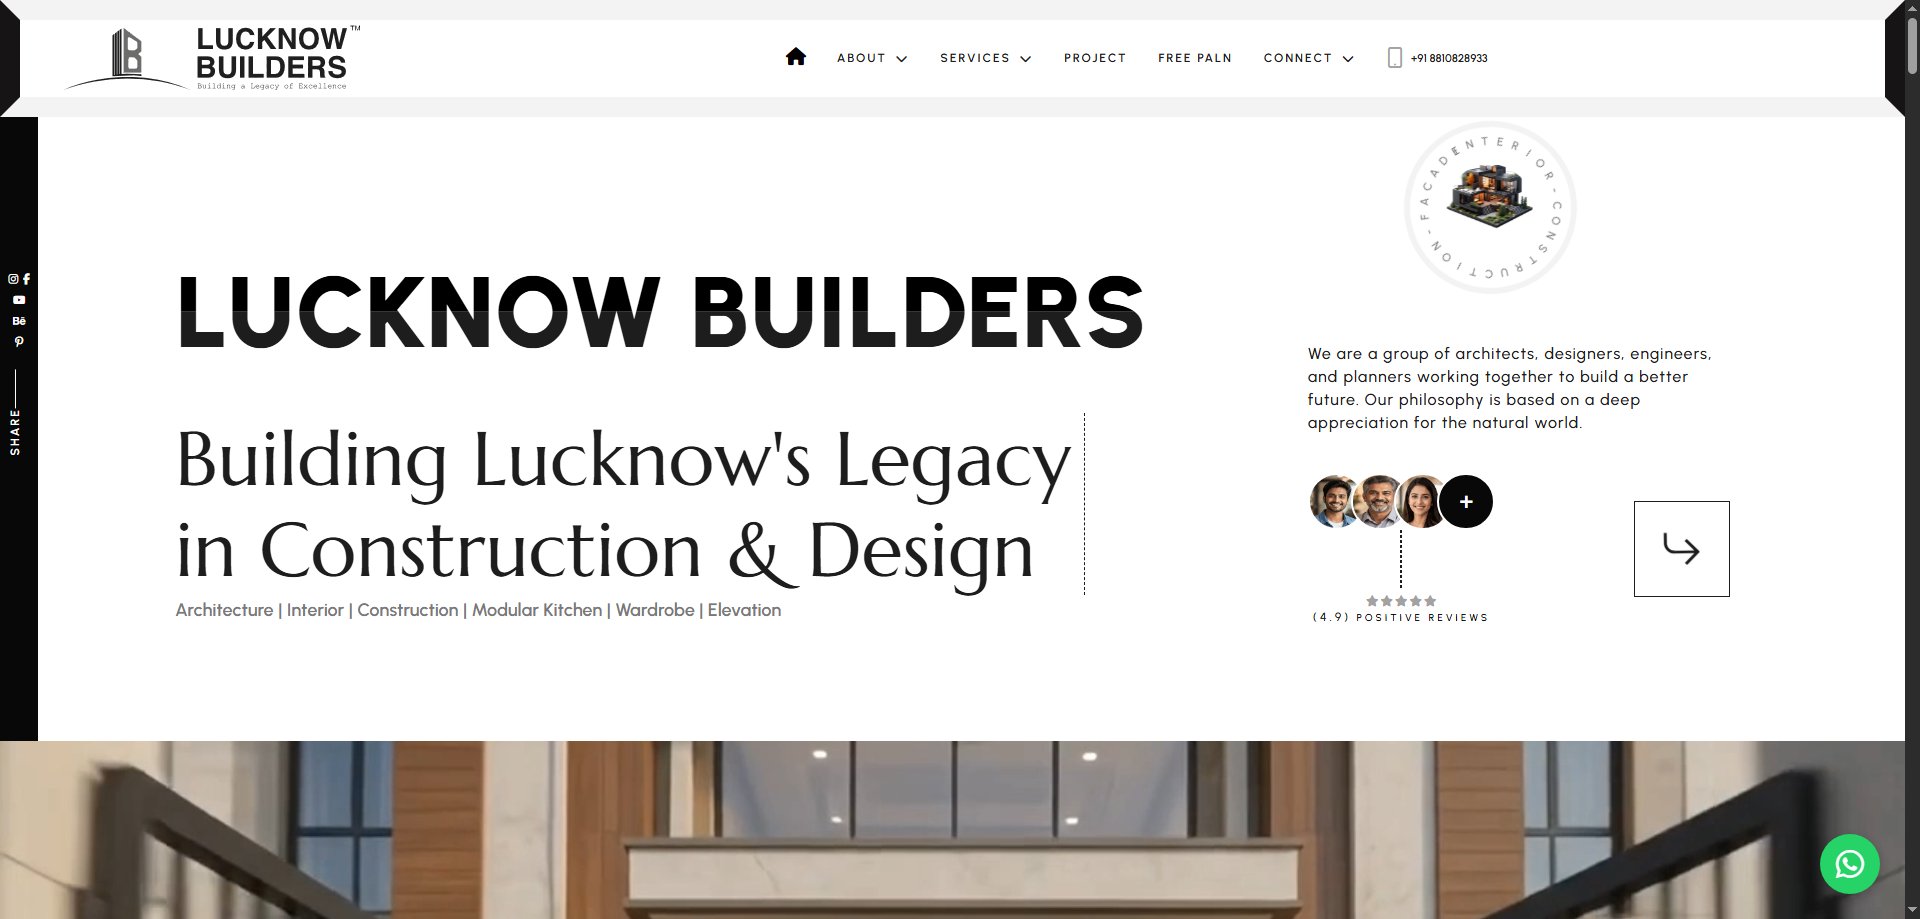 LUCKNOW™
BUILDERS
Building a Legacy of Excellence
ABOUT
SERVICES
PROJECT
FREE PALN
CONNECT
+91 8810828933
FACADENTERIOR-CONSTRUCTION-
LUCKNOW BUILDERS
We are a group of architects, designers, engineers,
and planners working together to build a better
future. Our philosophy is based on a deep
appreciation for the natural world.
Bē
SHARE
Building Lucknow's Legacy
in Construction & Design
Architecture | Interior | Construction | Modular Kitchen | Wardrobe | Elevation
+
(4.9) POSITIVE REVIEWS